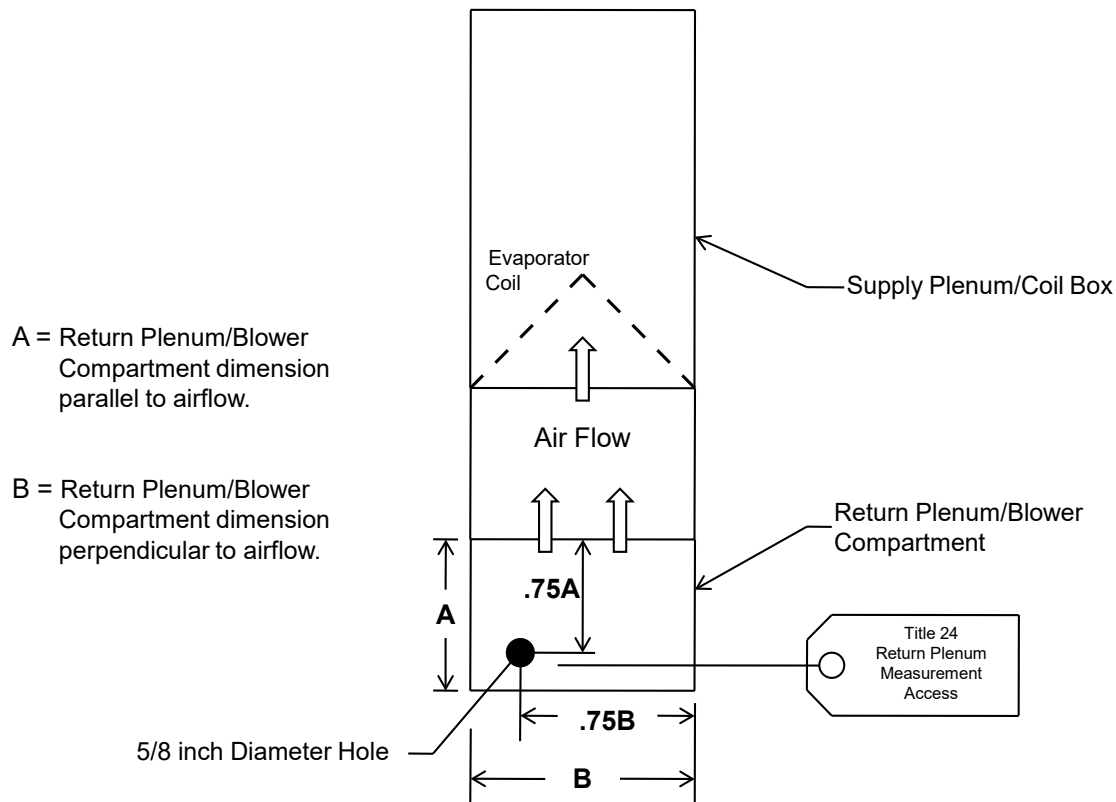 Evaporator
Coil
Supply Plenum/Coil Box
A = Return Plenum/Blower
Compartment dimension
parallel to airflow.
Air Flow
B = Return Plenum/Blower
Compartment dimension
perpendicular to airflow.
Return Plenum/Blower
Compartment
.75A
A
Title 24
Return Plenum
Measurement
Access
.75B
5/8 inch Diameter Hole
B